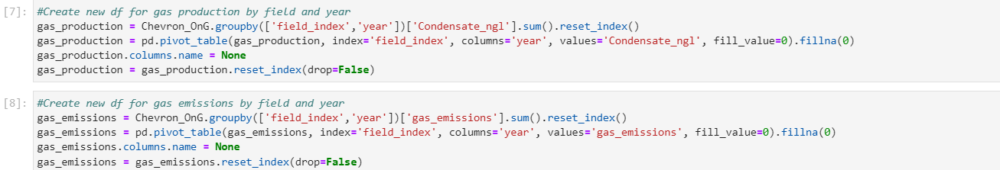 [7]: #Create new df for gas production by field and year
gas_production = Chevron_OnG.groupby(['field_index','year'])['Condensate_ngl'].sum().reset_index()
gas_production = pd.pivot_table(gas_production, index='field_index', columns='year', values='Condensate_ngl', fill_value=0).fillna(0)
gas_production.columns.name = None
gas_production = gas_production.reset_index(drop=False)
[8]: #Create new df for gas emissions by field and year
gas_emissions = Chevron_OnG.groupby(['field_index','year'])['gas_emissions'].sum().reset_index()
gas_emissions = pd.pivot_table(gas_emissions, index='field_index', columns='year', values='gas_emissions', fill_value=0).fillna(0)
gas_emissions.columns.name = None
gas_emissions = gas_emissions.reset_index(drop=False)